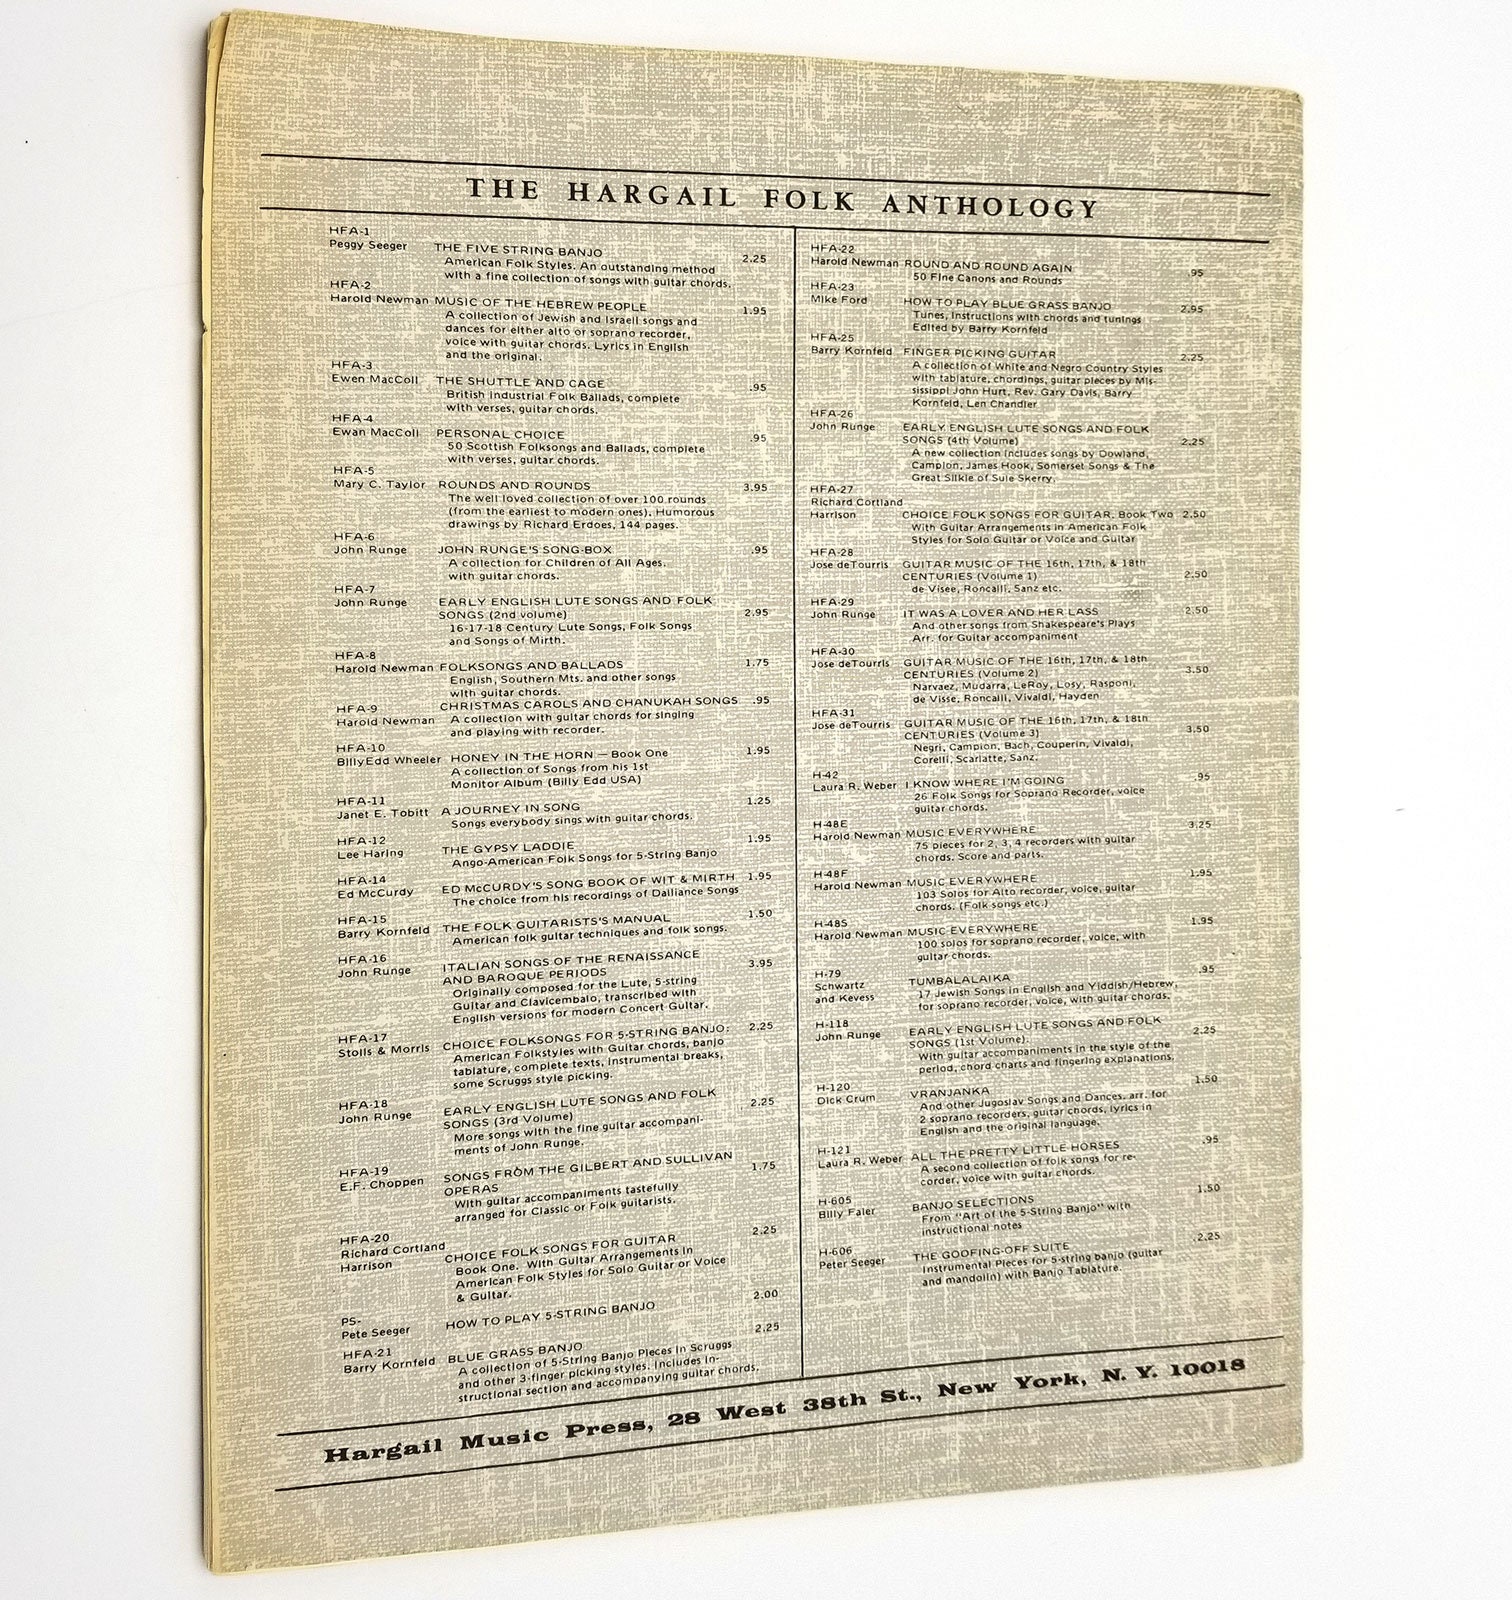 THE HARGAIL FOLK ANTHOLOGY
HFA-1
Peggy Seeger THE FIVE STRING BANJO 2.25
American Folk Styles. An outstanding method
with a fine collection of songs with guitar chords.
HFA-2
Harold Newman MUSIC OF THE HEBREW PEOPLE 1.95
A collection of Jewish and Israeli songs and
dances for either alto or soprano recorder,
voice with guitar chords. Lyrics in English
and the original.
HFA-3
Ewen MacColl THE SHUTTLE AND CAGE .95
British Industrial Folk Ballads, complete
with verses, guitar chords.
HFA-4
Ewan MacColl PERSONAL CHOICE .95
50 Scottish Folksongs and Ballads, complete
with verses, guitar chords.
HFA-5
Mary C. Taylor ROUNDS AND ROUNDS 3.95
The well loved collection of over 100 rounds
(from the earliest to modern ones). Humorous
drawings by Richard Erdoes, 144 pages.
HFA-6
John Runge JOHN RUNGE'S SONG-BOX .95
A collection for Children of All Ages.
with guitar chords.
HFA-7
John Runge EARLY ENGLISH LUTE SONGS AND FOLK
SONGS (2nd volume) 2.95
16-17-18 Century Lute Songs, Folk Songs
and Songs of Mirth.
HFA-8
Harold Newman FOLKSONGS AND BALLADS 1.75
English, Southern Mts. and other songs
with guitar chords.
HFA-9 CHRISTMAS CAROLS AND CHANUKAH SONGS .95
Harold Newman A collection with guitar chords for singing
and playing with recorder.
HFA-10
Billy Edd Wheeler HONEY IN THE HORN — Book One 1.95
A collection of Songs from his 1st
Monitor Album (Billy Edd USA)
HFA-11
Janet E. Tobitt A JOURNEY IN SONG 1.25
Songs everybody sings with guitar chords.
HFA-12
Lee Haring THE GYPSY LADDIE 1.95
Ango-American Folk Songs for 5-String Banjo
HFA-14
Ed McCurdy ED McCURDY'S SONG BOOK OF WIT & MIRTH 1.95
The choice from his recordings of Dalliance Songs
HFA-15
Barry Kornfeld THE FOLK GUITARISTS'S MANUAL 1.50
American folk guitar techniques and folk songs.
HFA-16
John Runge ITALIAN SONGS OF THE RENAISSANCE
AND BAROQUE PERIODS 3.95
Originally composed for the Lute, 5-string
Guitar and Clavicembalo, transcribed with
English versions for modern Concert Guitar.
HFA-17
Stolls & Morris CHOICE FOLKSONGS FOR 5-STRING BANJO: 2.25
American Folkstyles with Guitar chords, banjo
tablature, complete texts, instrumental breaks,
some Scruggs style picking.
HFA-18
John Runge EARLY ENGLISH LUTE SONGS AND FOLK
SONGS (3rd Volume) 2.25
More songs with the fine guitar accompani-
ments of John Runge.
HFA-19
E.F. Choppen SONGS FROM THE GILBERT AND SULLIVAN
OPERAS 1.75
With guitar accompaniments tastefully
arranged for Classic or Folk guitarists.
HFA-20
Richard Cortland
Harrison CHOICE FOLK SONGS FOR GUITAR 2.25
Book One. With Guitar Arrangements in
American Folk Styles for Solo Guitar or Voice
& Guitar.
PS-
Pete Seeger HOW TO PLAY 5-STRING BANJO 2.00
HFA-21
Barry Kornfeld BLUE GRASS BANJO 2.25
A collection of 5-String Banjo Pieces in Scruggs
and other 3-finger picking styles. Includes in-
structional section and accompanying guitar chords.
HFA-22
Harold Newman ROUND AND ROUND AGAIN .95
50 Fine Canons and Rounds
HFA-23
Mike Ford HOW TO PLAY BLUE GRASS BANJO 2.95
Tunes, instructions with chords and tunings
Edited by Barry Kornfeld
HFA-25
Barry Kornfeld FINGER PICKING GUITAR 2.25
A collection of White and Negro Country Styles
with tablature, chordings, guitar pieces by Mis-
sissippi John Hurt, Rev. Gary Davis, Barry
Kornfeld, Len Chandler
HFA-26
John Runge EARLY ENGLISH LUTE SONGS AND FOLK
SONGS (4th Volume) 2.25
A new collection includes songs by Dowland,
Campion, James Hook, Somerset Songs & The
Great Silkie of Sule Skerry.
HFA-27
Richard Cortland
Harrison CHOICE FOLK SONGS FOR GUITAR, Book Two 2.50
With Guitar Arrangements in American Folk
Styles for Solo Guitar or Voice and Guitar
HFA-28
Jose deTourris GUITAR MUSIC OF THE 16th, 17th, & 18th
CENTURIES (Volume 1) 2.50
de Visee, Roncalli, Sanz etc.
HFA-29
John Runge IT WAS A LOVER AND HER LASS 2.50
And other songs from Shakespeare's Plays
Arr. for Guitar accompaniment
HFA-30
Jose deTourris GUITAR MUSIC OF THE 16th, 17th, & 18th
CENTURIES (Volume 2) 3.50
Narvaez, Mudarra, LeRoy, Losy, Rasponi,
de Visse, Roncalli, Vivaldi, Hayden
HFA-31
Jose deTourris GUITAR MUSIC OF THE 16th, 17th, & 18th
CENTURIES (Volume 3) 3.50
Negri, Campion, Bach, Couperin, Vivaldi,
Corelli, Scarlatte, Sanz.
H-42
Laura R. Weber I KNOW WHERE I'M GOING .95
26 Folk Songs for Soprano Recorder, voice
guitar chords.
H-48E
Harold Newman MUSIC EVERYWHERE 3.25
75 pieces for 2, 3, 4 recorders with guitar
chords. Score and parts.
H-48F
Harold Newman MUSIC EVERYWHERE 1.95
103 Solos for Alto recorder, voice, guitar
chords. (Folk songs etc.)
H-48S
Harold Newman MUSIC EVERYWHERE 1.95
100 solos for soprano recorder, voice, with
guitar chords.
H-79
Schwartz TUMBALALAIKA .95
and Kevess 17 Jewish Songs in English and Yiddish/Hebrew,
for soprano recorder, voice, with guitar chords.
H-118
John Runge EARLY ENGLISH LUTE SONGS AND FOLK
SONGS (1st Volume). 2.25
With guitar accompaniments in the style of the
period, chord charts and fingering explanations.
H-120
Dick Crum VRANJANKA 1.50
And other Jugoslav Songs and Dances. arr. for
2 soprano recorders, guitar chords, lyrics in
English and the original language.
H-121
Laura R. Weber ALL THE PRETTY LITTLE HORSES .95
A second collection of folk songs for re-
corder, voice with guitar chords.
H-605
Billy Faier BANJO SELECTIONS 1.50
From "Art of the 5-String Banjo" with
instructional notes
H-606
Peter Seeger THE GOOFING-OFF SUITE 2.25
Instrumental Pieces for 5-string banjo (guitar
and mandolin) with Banjo Tablature.
Hargail Music Press, 28 West 38th St., New York, N. Y. 10018